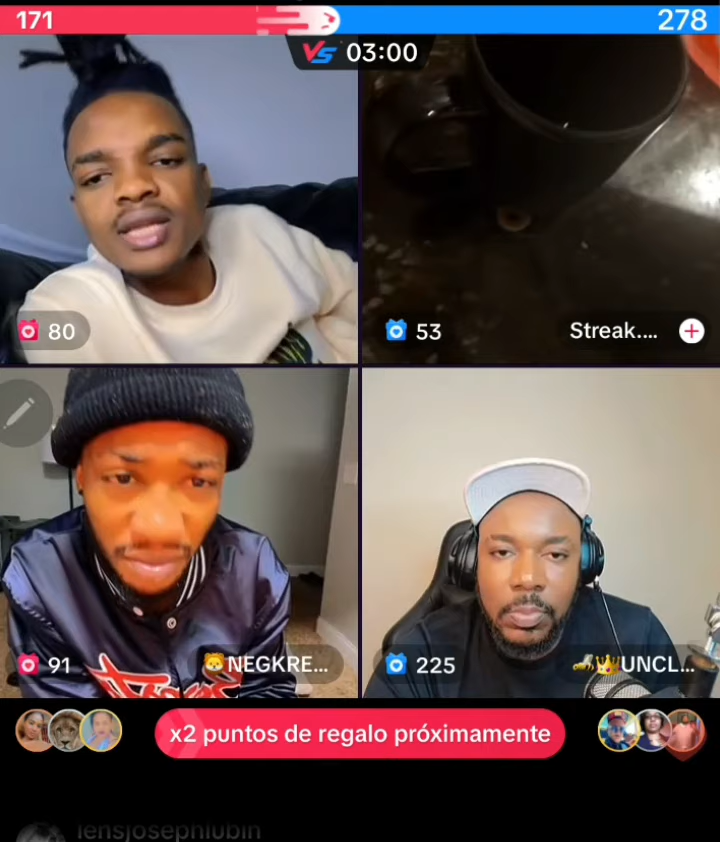 171
278
VS 03:00
80
53
Streak....
91
🦁NEGKRE...
225
👑UNCL...
x2 puntos de regalo próximamente
lensjosephlubin